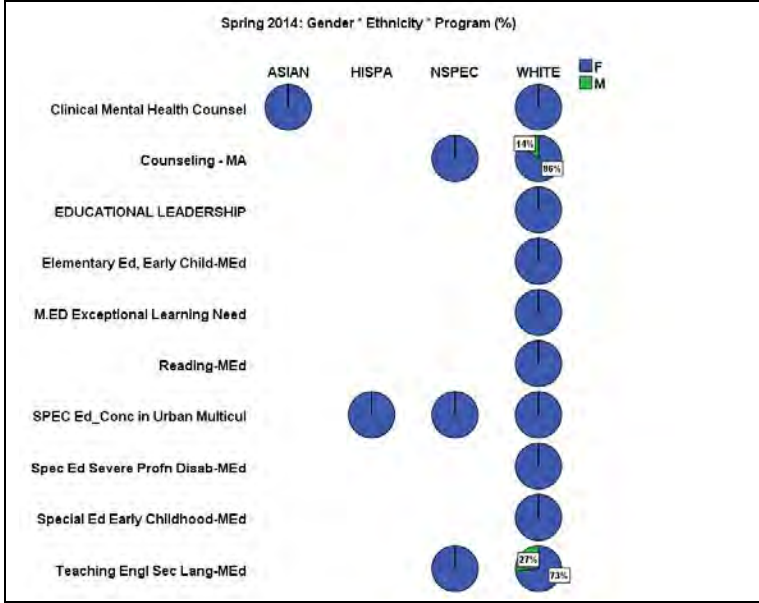 Spring 2014: Gender * Ethnicity * Program (%)
ASIAN HISPA NSPEC WHITE
F
M
Clinical Mental Health Counsel
Counseling - MA
14%
86%
EDUCATIONAL LEADERSHIP
Elementary Ed, Early Child-MEd
M.ED Exceptional Learning Need
Reading-MEd
SPEC Ed_Conc in Urban Multicul
Spec Ed Severe Profn Disab-MEd
Special Ed Early Childhood-MEd
Teaching Engl Sec Lang-MEd
27%
73%